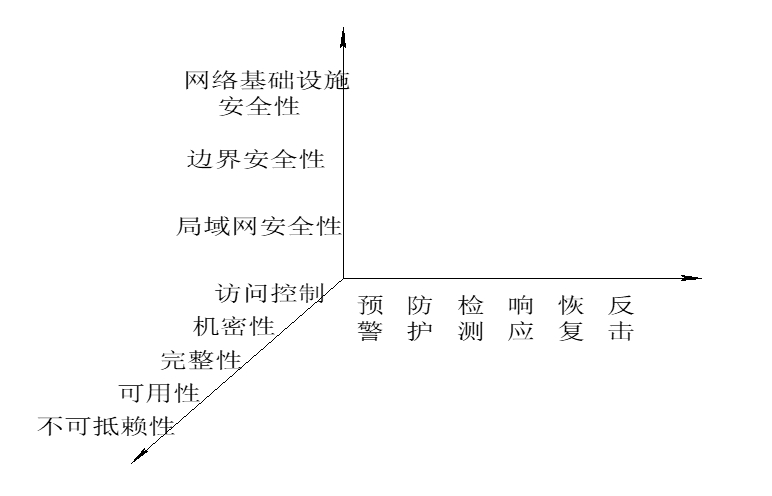 网络基础设施
安全性
边界安全性
局域网安全性
访问控制
机密性
完整性
可用性
不可抵赖性
预警
防护
检测
响应
恢复
反击